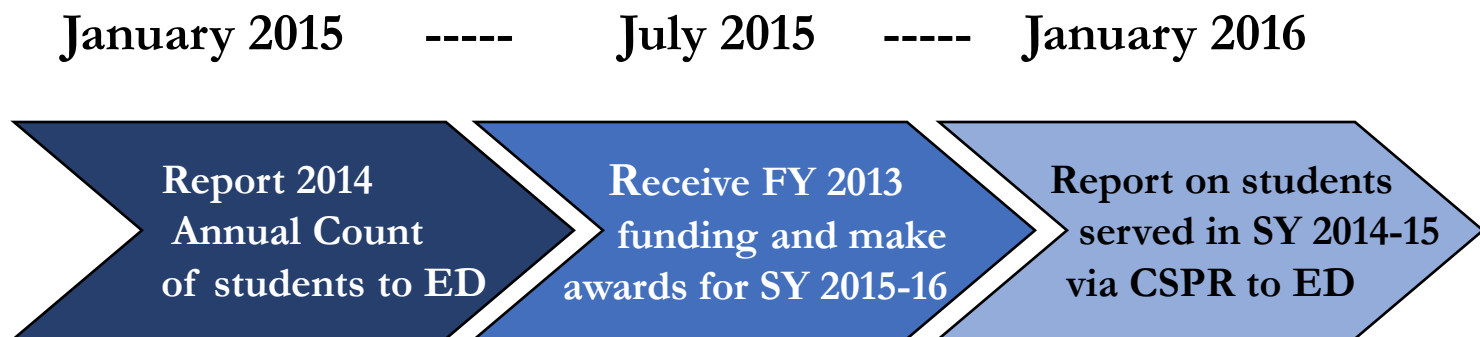 January 2015 ----- July 2015 ----- January 2016
Report 2014
Annual Count
of students to ED
Receive FY 2013
funding and make
awards for SY 2015-16
Report on students
served in SY 2014-15
via CSPR to ED